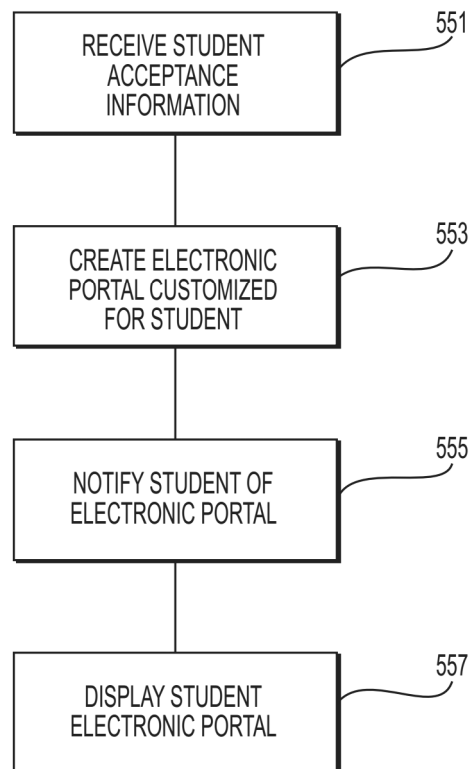 551
RECEIVE STUDENT
ACCEPTANCE
INFORMATION
553
CREATE ELECTRONIC
PORTAL CUSTOMIZED
FOR STUDENT
555
NOTIFY STUDENT OF
ELECTRONIC PORTAL
557
DISPLAY STUDENT
ELECTRONIC PORTAL